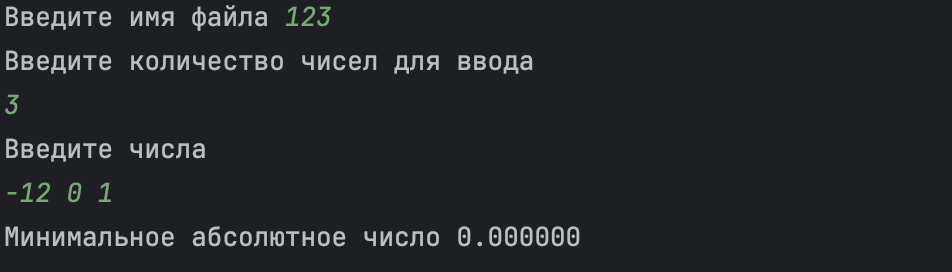 Введите имя файла 123
Введите количество чисел для ввода
3
Введите числа
-12 0 1
Минимальное абсолютное число 0.000000